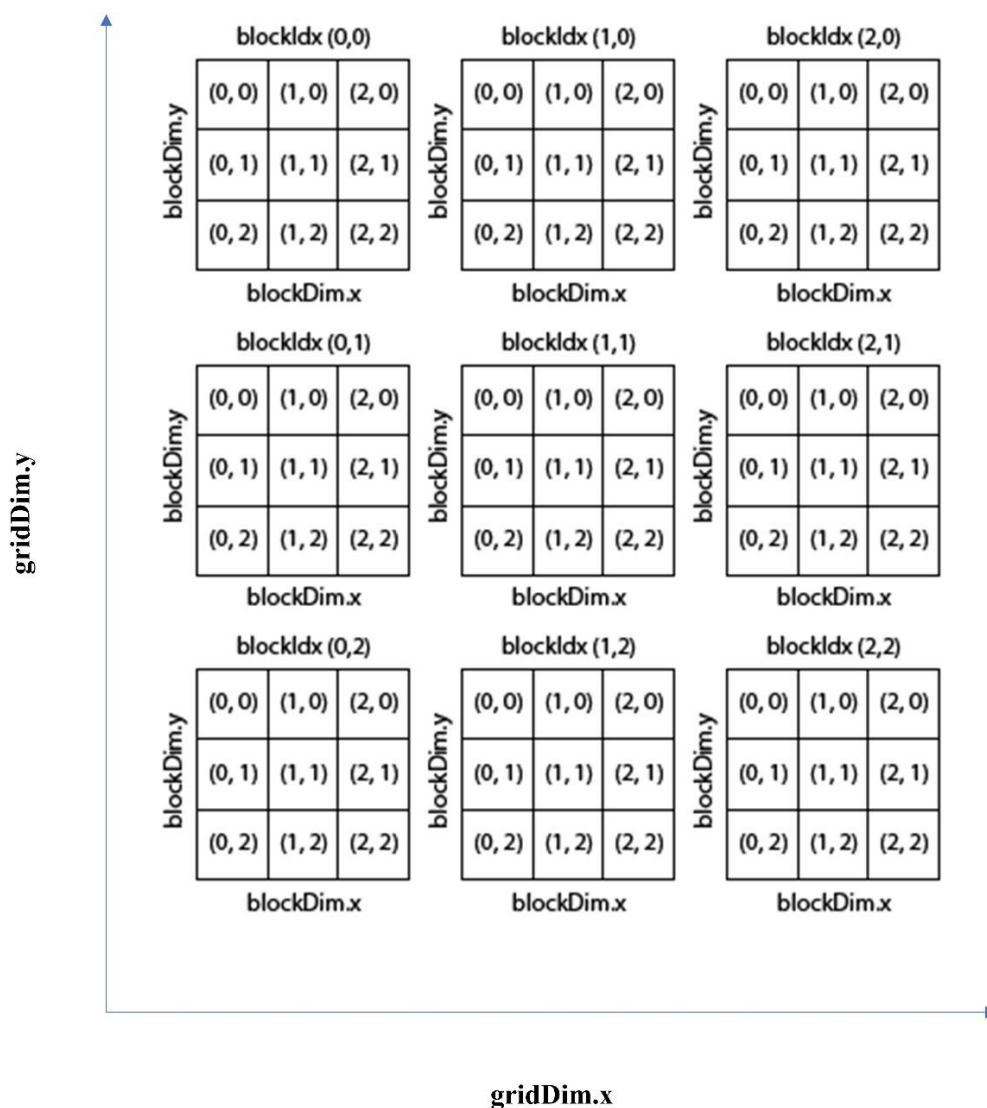 blockIdx (0,0) blockIdx (1,0) blockIdx (2,0)
blockDim.y (0, 0) (1, 0) (2, 0) blockDim.y (0, 0) (1, 0) (2, 0) blockDim.y (0, 0) (1, 0) (2, 0)
(0, 1) (1, 1) (2, 1) (0, 1) (1, 1) (2, 1) (0, 1) (1, 1) (2, 1)
(0, 2) (1, 2) (2, 2) (0, 2) (1, 2) (2, 2) (0, 2) (1, 2) (2, 2)
blockDim.x blockDim.x blockDim.x
blockIdx (0,1) blockIdx (1,1) blockIdx (2,1)
blockDim.y (0, 0) (1, 0) (2, 0) blockDim.y (0, 0) (1, 0) (2, 0) blockDim.y (0, 0) (1, 0) (2, 0)
(0, 1) (1, 1) (2, 1) (0, 1) (1, 1) (2, 1) (0, 1) (1, 1) (2, 1)
(0, 2) (1, 2) (2, 2) (0, 2) (1, 2) (2, 2) (0, 2) (1, 2) (2, 2)
blockDim.x blockDim.x blockDim.x
gridDim.y
blockIdx (0,2) blockIdx (1,2) blockIdx (2,2)
blockDim.y (0, 0) (1, 0) (2, 0) blockDim.y (0, 0) (1, 0) (2, 0) blockDim.y (0, 0) (1, 0) (2, 0)
(0, 1) (1, 1) (2, 1) (0, 1) (1, 1) (2, 1) (0, 1) (1, 1) (2, 1)
(0, 2) (1, 2) (2, 2) (0, 2) (1, 2) (2, 2) (0, 2) (1, 2) (2, 2)
blockDim.x blockDim.x blockDim.x
gridDim.x